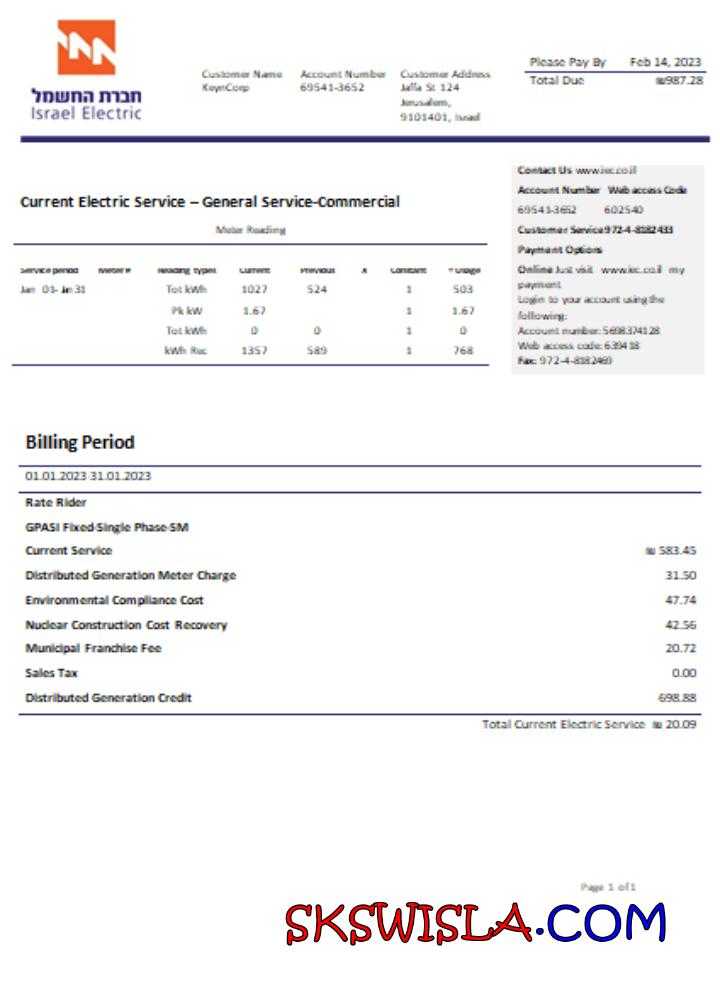 חברת החשמל
Israel Electric
Customer Name Account Number Customer Address
KeynCorp 69541-3652 Jaffa St 124
Jerusalem,
9101401, Israel
Please Pay By Feb 14, 2023
Total Due ₪987.28
Contact Us www.iec.co.il
Account Number Web access Code
69541-3652 602540
Customer Service 972-4-8182433
Payment Options
Online Just visit www.iec.co.il my
payment
Login to your account using the
following:
Account number: 5698374128
Web access code: 639418
Fax: 972-4-8182469
Current Electric Service – General Service-Commercial
Meter Reading
Service period Meter # Reading types Current Previous X Constant = Usage
Jan 01- Jn 31 Tot kWh 1027 524 1 503
Pk kW 1.67 1 1.67
Tot kWh 0 0 1 0
kWh Rec 1357 589 1 768
Billing Period
01.01.2023-31.01.2023
Rate Rider
GPASI Fixed-Single Phase-SM
Current Service ₪ 583.45
Distributed Generation Meter Charge 31.50
Environmental Compliance Cost 47.74
Nuclear Construction Cost Recovery 42.56
Municipal Franchise Fee 20.72
Sales Tax 0.00
Distributed Generation Credit -698.88
Total Current Electric Service ₪ 20.09
Page 1 of 1
SKSWISLA.COM